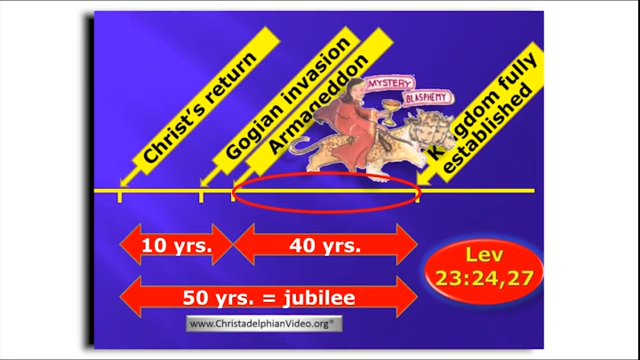 Christ's return
Gogian invasion
Armageddon
MYSTERY
BLASPHEMY
Kingdom fully
established
10 yrs.
40 yrs.
Lev
23:24,27
50 yrs. = jubilee
www.ChristadelphianVideo.org®